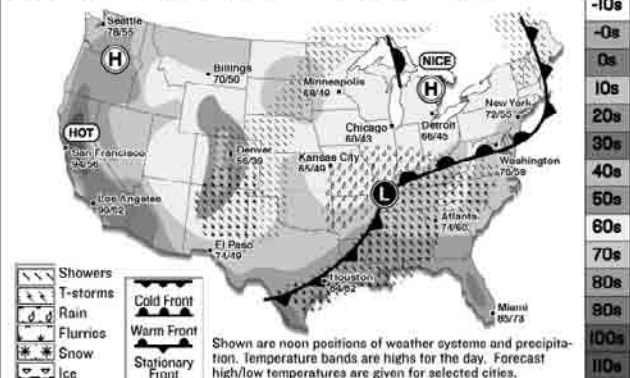 Seattle
78/55
H
Billings
70/50
Minneapolis
68/49
NICE
H
New York
72/55
HOT
San Francisco
94/56
Denver
56/39
Kansas City
65/49
Chicago
60/43
Detroit
66/45
Washington
Los Angeles
90/62
L
Atlanta
74/60
El Paso
74/49
Houston
84/62
Miami
85/73
Showers
T-storms
Rain
Flurries
Snow
Ice
Cold Front
Warm Front
Stationary
Front
Shown are noon positions of weather systems and precipita-
tion. Temperature bands are highs for the day. Forecast
high/low temperatures are given for selected cities.
-10s
-0s
0s
10s
20s
30s
40s
50s
60s
70s
80s
90s
100s
110s